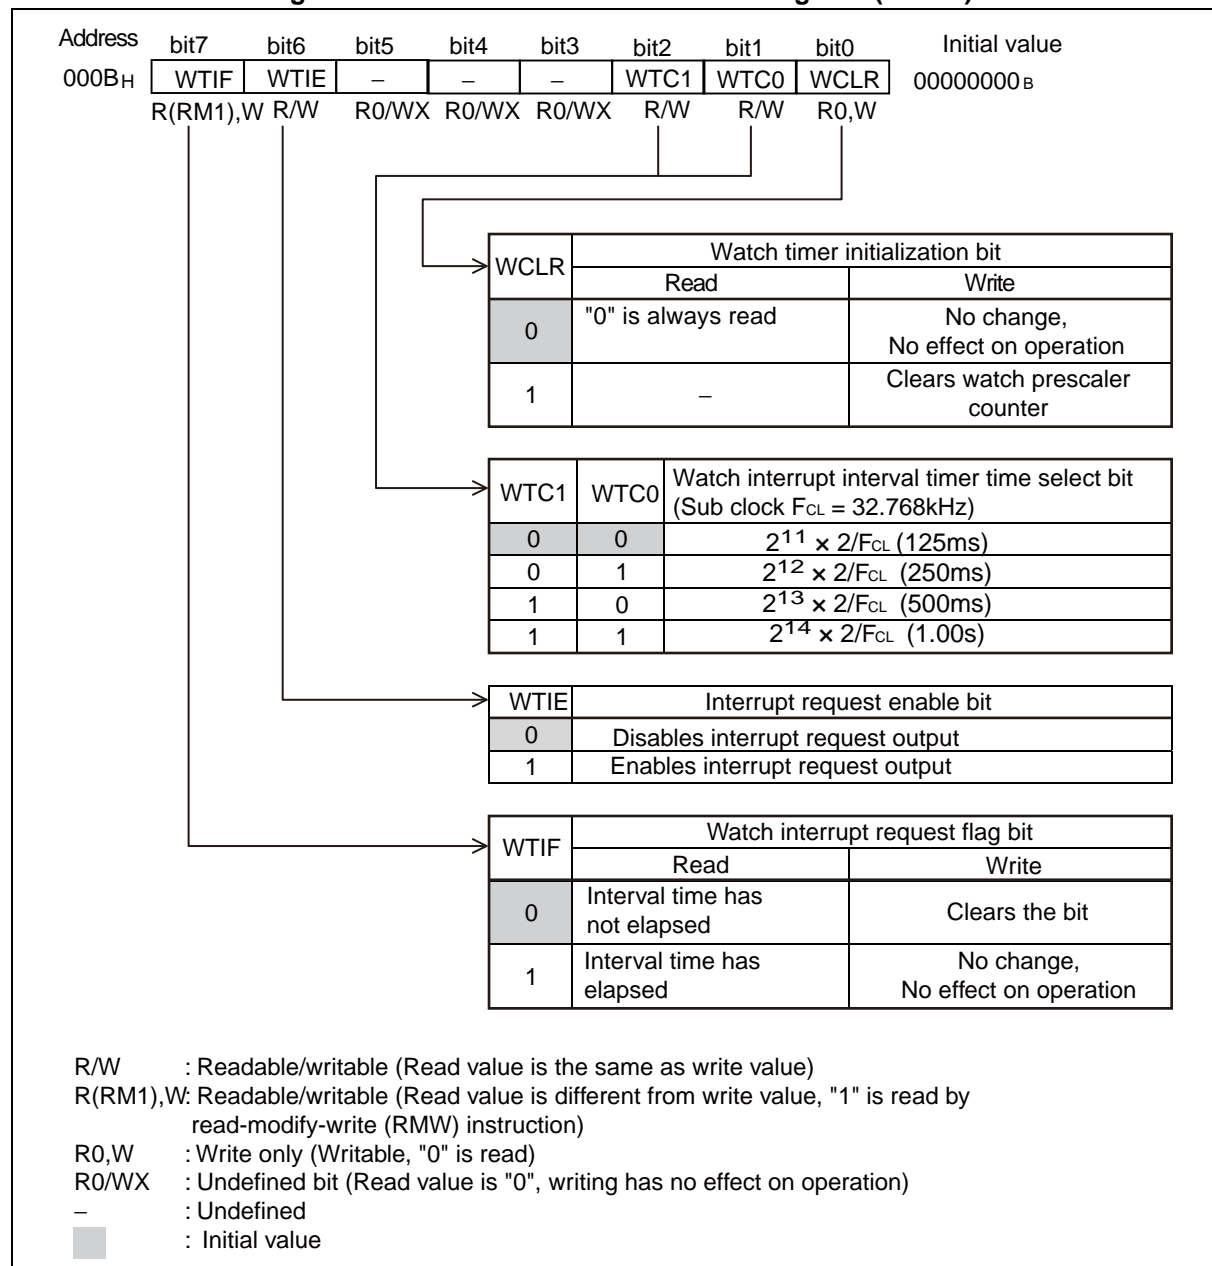 Address bit7 bit6 bit5 bit4 bit3 bit2 bit1 bit0 Initial value
000BH WTIF WTIE – – – WTC1 WTC0 WCLR 00000000B
R(RM1),W R/W R0/WX R0/WX R0/WX R/W R/W R0,W
WCLR
Watch timer initialization bit
Read Write
0 "0" is always read No change,
No effect on operation
1 – Clears watch prescaler
counter
WTC1 WTC0 Watch interrupt interval timer time select bit
(Sub clock FCL = 32.768kHz)
0 0 2¹¹ × 2/FCL (125ms)
0 1 2¹² × 2/FCL (250ms)
1 0 2¹³ × 2/FCL (500ms)
1 1 2¹⁴ × 2/FCL (1.00s)
WTIE Interrupt request enable bit
0 Disables interrupt request output
1 Enables interrupt request output
WTIF
Watch interrupt request flag bit
Read Write
0 Interval time has
not elapsed Clears the bit
1 Interval time has
elapsed No change,
No effect on operation
R/W : Readable/writable (Read value is the same as write value)
R(RM1),W: Readable/writable (Read value is different from write value, "1" is read by
read-modify-write (RMW) instruction)
R0,W : Write only (Writable, "0" is read)
R0/WX : Undefined bit (Read value is "0", writing has no effect on operation)
– : Undefined
: Initial value